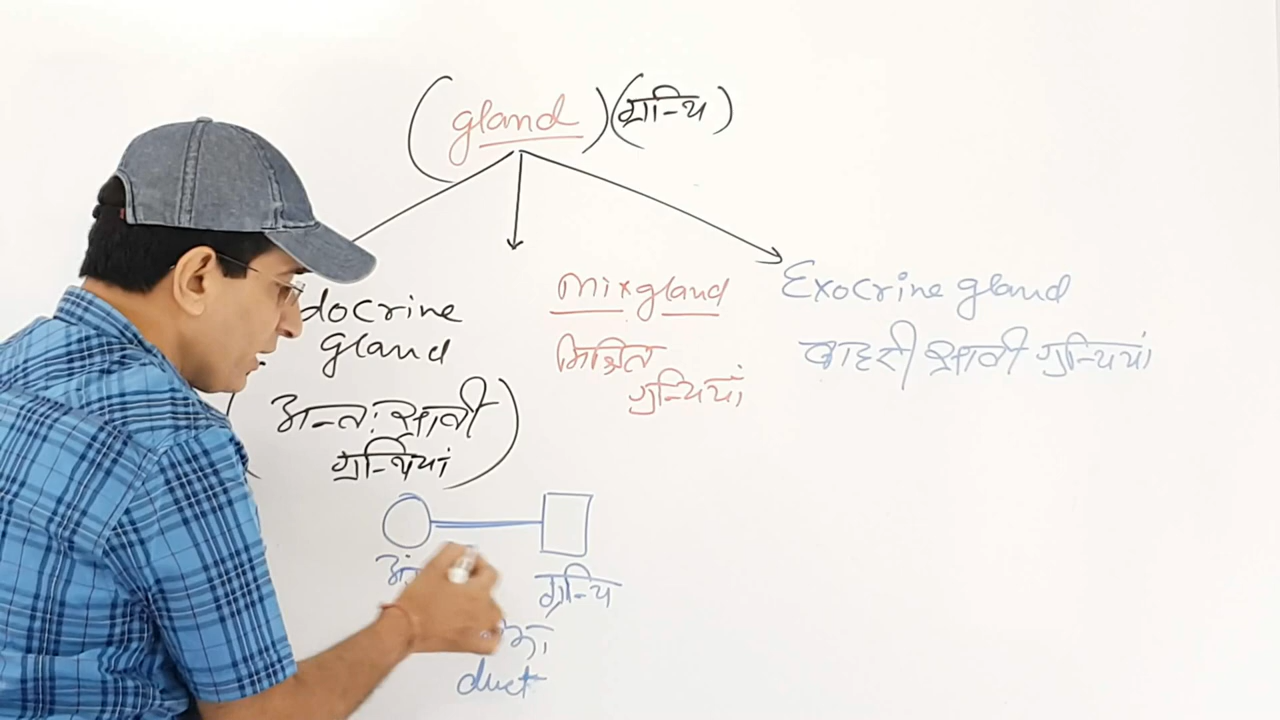 (gland) (ग्रन्थि)
docrine
gland
(अन्तःस्रावी
ग्रन्थियां)
mix gland
मिश्रित
ग्रन्थियां
Exocrine gland
बाहरी स्रावी ग्रन्थियां
ग्रन्थि
duct